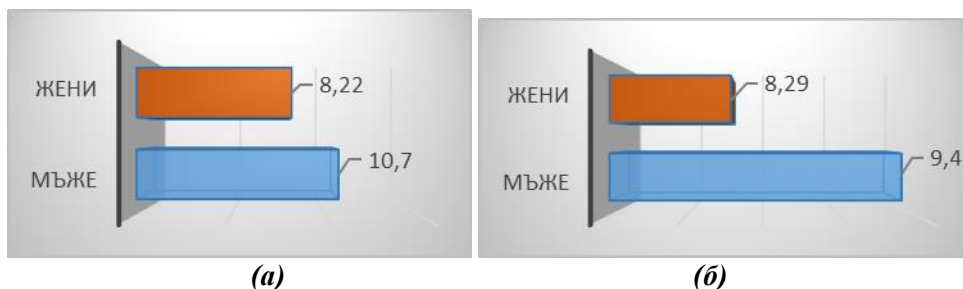 ЖЕНИ 8,22
МЪЖЕ 10,7
(а)
ЖЕНИ 8,29
МЪЖЕ 9,4
(б)